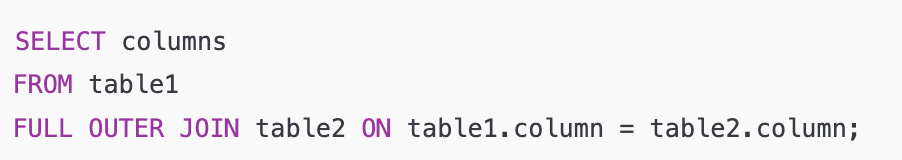 SELECT columns
FROM table1
FULL OUTER JOIN table2 ON table1.column = table2.column;